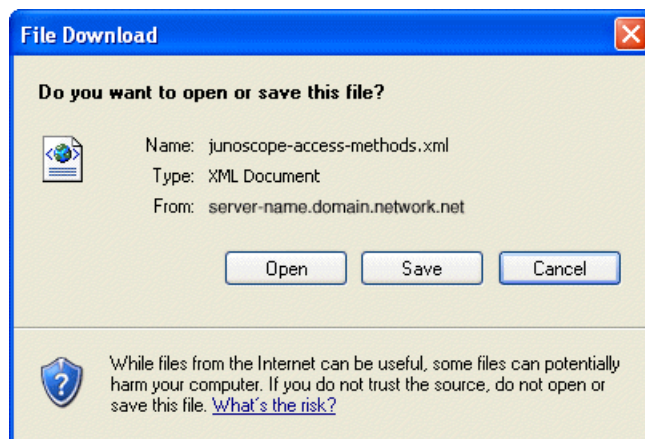 File Download
Do you want to open or save this file?
Name: junoscope-access-methods.xml
Type: XML Document
From: server-name.domain.network.net
Open Save Cancel
While files from the Internet can be useful, some files can potentially
harm your computer. If you do not trust the source, do not open or
save this file. What's the risk?